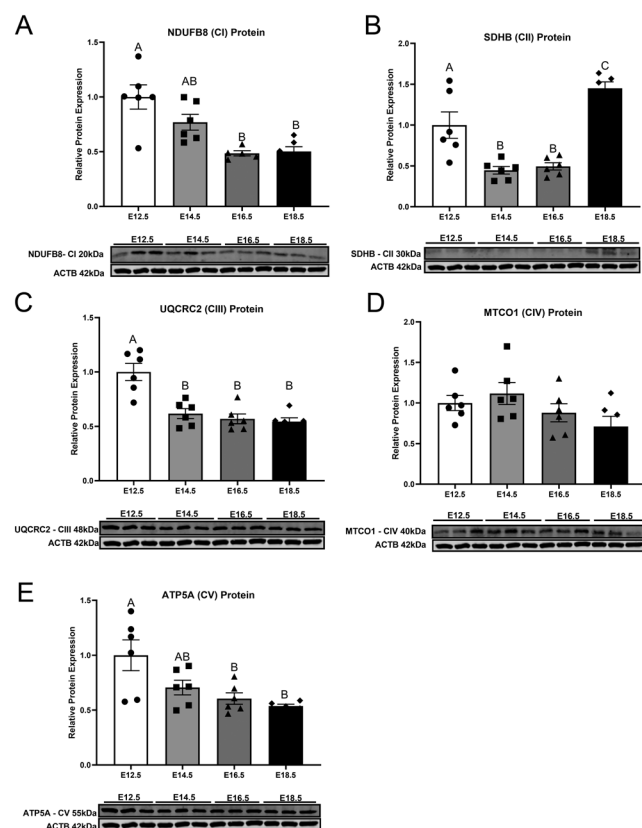 A
NDUFB8 (CI) Protein
Relative Protein Expression
1.5
1.0
0.5
0.0
A
AB
B
B
E12.5 E14.5 E16.5 E18.5
E12.5 E14.5 E16.5 E18.5
NDUFB8- CI 20kDa
ACTB 42kDa
B
SDHB (CII) Protein
Relative Protein Expression
2.0
1.5
1.0
0.5
0.0
A
B
B
C
E12.5 E14.5 E16.5 E18.5
E12.5 E14.5 E16.5 E18.5
SDHB - CII 30kDa
ACTB 42kDa
C
UQCRC2 (CIII) Protein
Relative Protein Expression
1.5
1.0
0.5
0.0
A
B
B
B
E12.5 E14.5 E16.5 E18.5
E12.5 E14.5 E16.5 E18.5
UQCRC2 - CIII 48kDa
ACTB 42kDa
D
MTCO1 (CIV) Protein
Relative Protein Expression
2.0
1.5
1.0
0.5
0.0
E12.5 E14.5 E16.5 E18.5
E12.5 E14.5 E16.5 E18.5
MTCO1 - CIV 40kDa
ACTB 42kDa
E
ATP5A (CV) Protein
Relative Protein Expression
1.5
1.0
0.5
0.0
A
AB
B
B
E12.5 E14.5 E16.5 E18.5
E12.5 E14.5 E16.5 E18.5
ATP5A - CV 55kDa
ACTB 42kDa